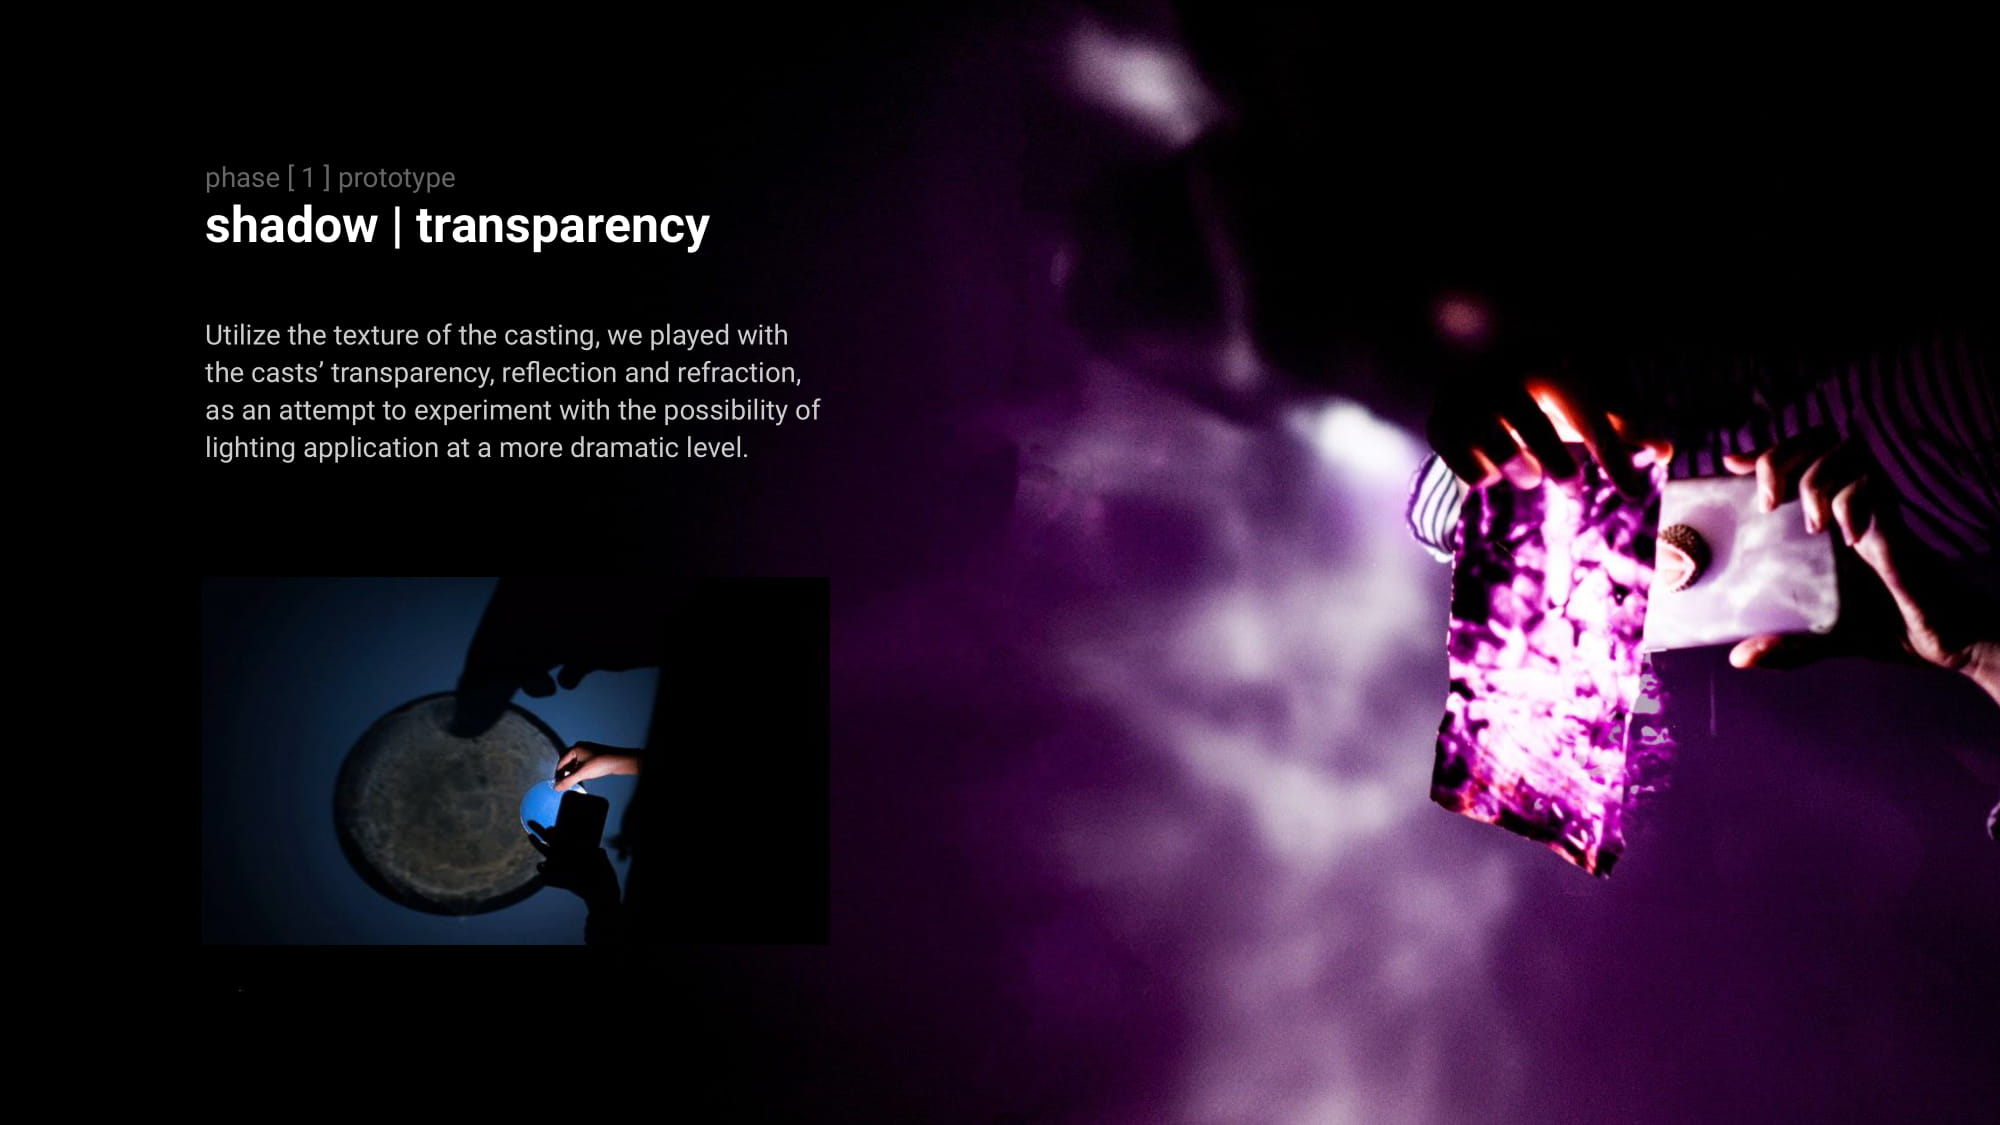 phase [ 1 ] prototype
shadow | transparency
Utilize the texture of the casting, we played with
the casts’ transparency, reflection and refraction,
as an attempt to experiment with the possibility of
lighting application at a more dramatic level.